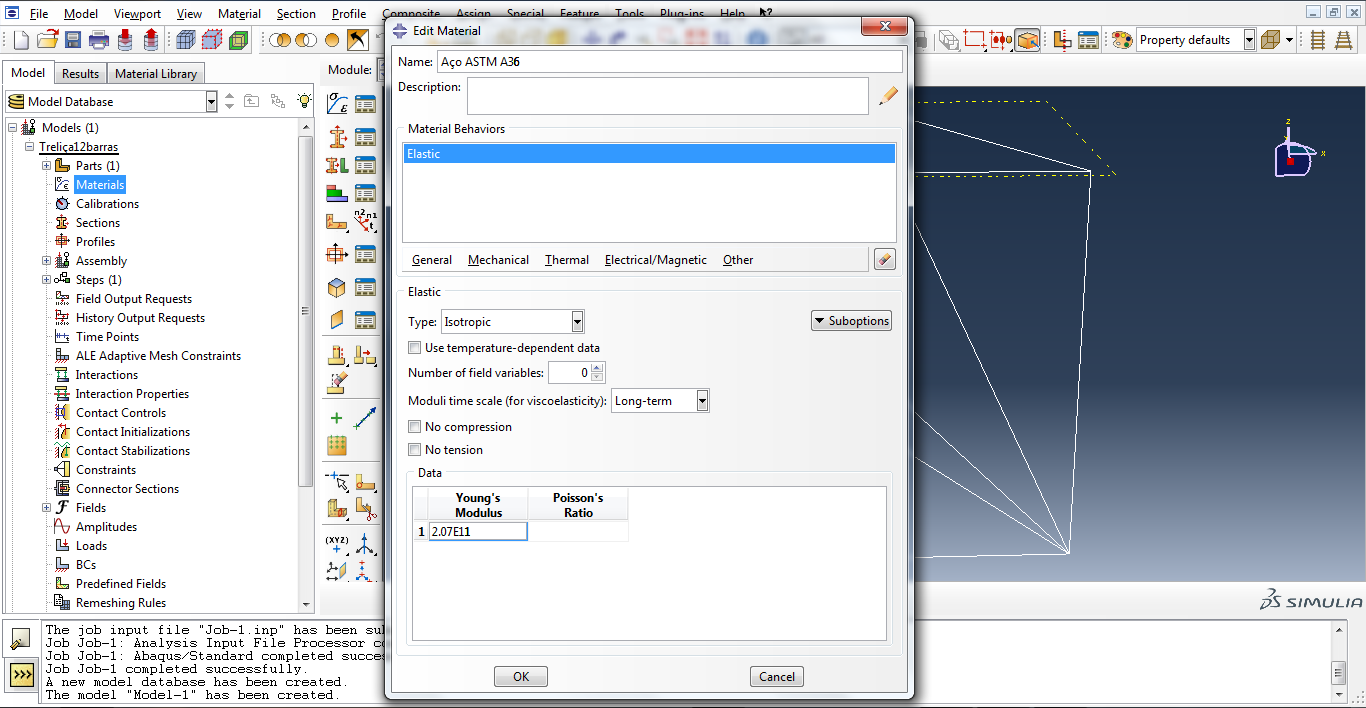 File Model Viewport View Material Section Profile Composite Assign Special Feature Tools Plug-ins Help
Property defaults
Model Results Material Library
Module:
Model Database
Models (1)
Treliça12barras
Parts (1)
Materials
Calibrations
Sections
Profiles
Assembly
Steps (1)
Field Output Requests
History Output Requests
Time Points
ALE Adaptive Mesh Constraints
Interactions
Interaction Properties
Contact Controls
Contact Initializations
Contact Stabilizations
Constraints
Connector Sections
Fields
Amplitudes
Loads
BCs
Predefined Fields
Remeshing Rules
Edit Material
Name: Aço ASTM A36
Description:
Material Behaviors
Elastic
General Mechanical Thermal Electrical/Magnetic Other
Elastic
Type: Isotropic
Suboptions
Use temperature-dependent data
Number of field variables: 0
Moduli time scale (for viscoelasticity): Long-term
No compression
No tension
Data
Young's
Modulus
Poisson's
Ratio
1 2.07E11
OK Cancel
z
x
SIMULIA
The job input file "Job-1.inp" has been
Job Job-1: Analysis Input File Processor
Job Job-1: Abaqus/Standard completed
Job Job-1 completed successfully.
A new model database has been created.
The model "Model-1" has been created.